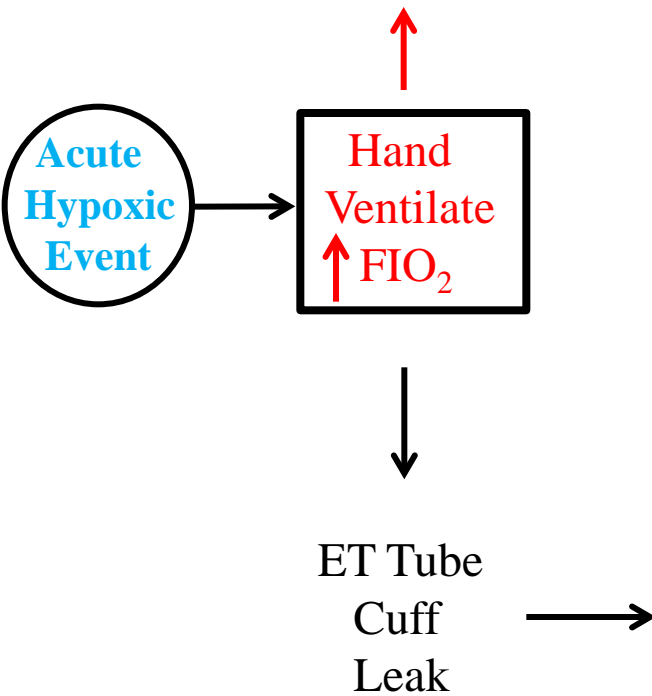 Acute
Hypoxic
Event
Hand
Ventilate
↑ FIO₂
ET Tube
Cuff
Leak